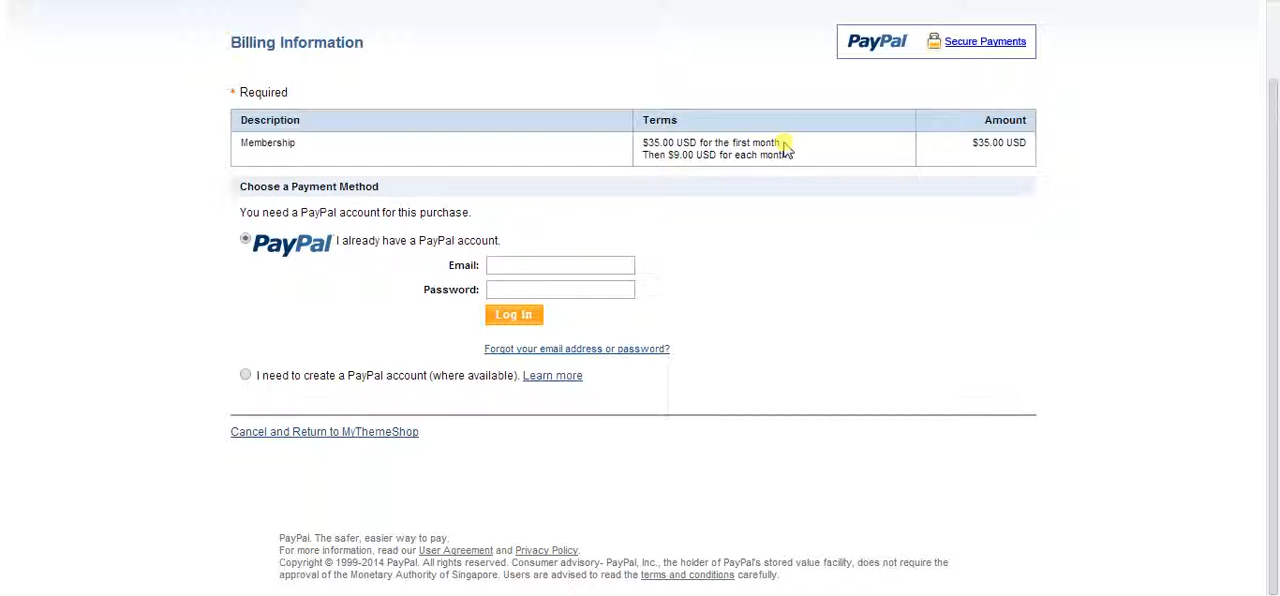 Billing Information
PayPal Secure Payments
* Required
Description Terms Amount
Membership $35.00 USD for the first month $35.00 USD
Then $9.00 USD for each month
Choose a Payment Method
You need a PayPal account for this purchase.
PayPal I already have a PayPal account.
Email:
Password:
Log In
Forgot your email address or password?
I need to create a PayPal account (where available). Learn more
Cancel and Return to MyThemeShop
PayPal. The safer, easier way to pay.
For more information, read our User Agreement and Privacy Policy.
Copyright © 1999-2014 PayPal. All rights reserved. Consumer advisory- PayPal, Inc., the holder of PayPal's stored value facility, does not require the
approval of the Monetary Authority of Singapore. Users are advised to read the terms and conditions carefully.